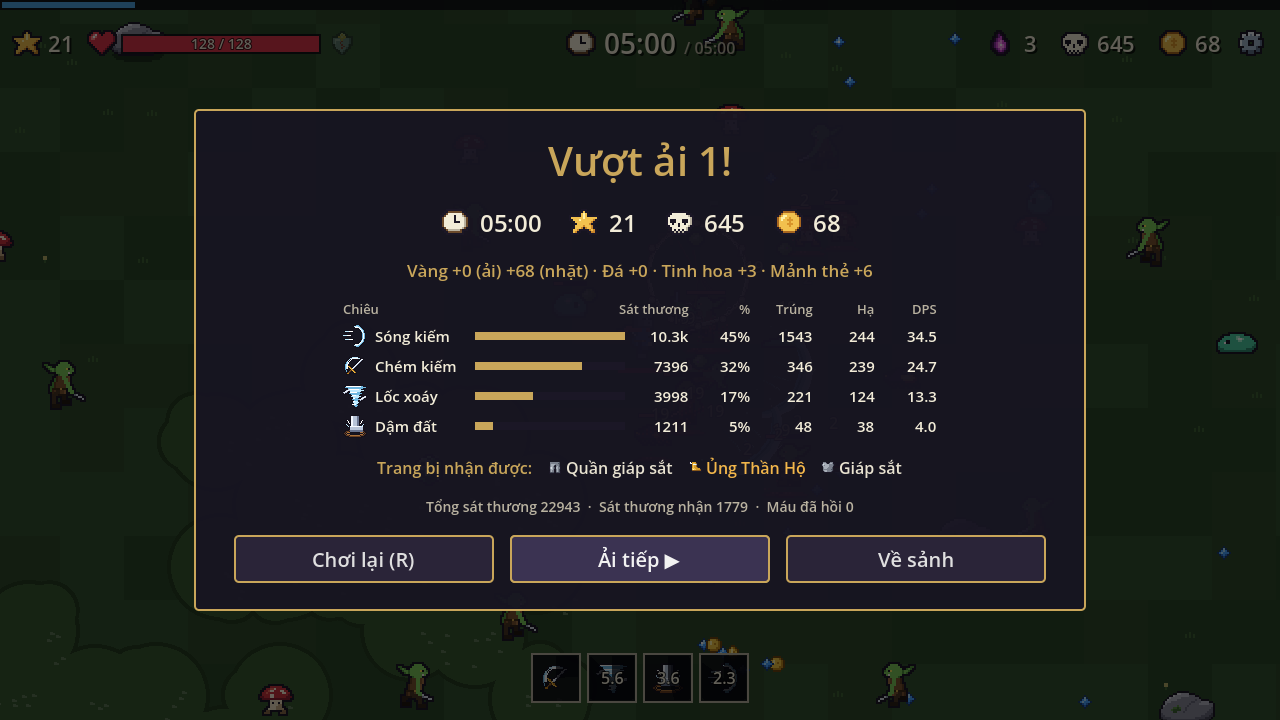 21 128 / 128 05:00 / 05:00 3 645 68
Vượt ải 1!
05:00 21 645 68
Vàng +0 (ải) +68 (nhặt) · Đá +0 · Tinh hoa +3 · Mảnh thẻ +6
Chiêu Sát thương % Trúng Hạ DPS
Sóng kiếm 10.3k 45% 1543 244 34.5
Chém kiếm 7396 32% 346 239 24.7
Lốc xoáy 3998 17% 221 124 13.3
Dậm đất 1211 5% 48 38 4.0
Trang bị nhận được: Quần giáp sắt Ủng Thần Hộ Giáp sắt
Tổng sát thương 22943 · Sát thương nhận 1779 · Máu đã hồi 0
Chơi lại (R) Ải tiếp ▶ Về sảnh
5.6 3.6 2.3